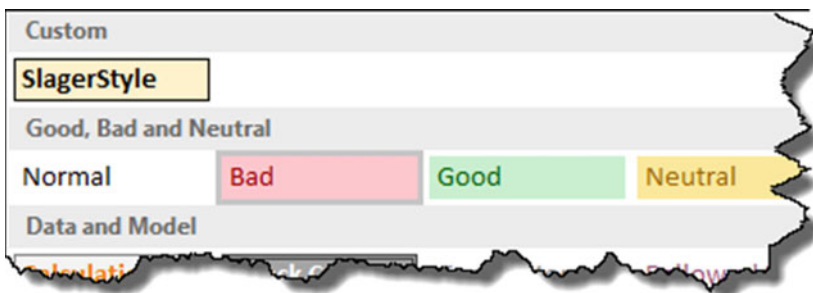 Custom
SlagerStyle
Good, Bad and Neutral
Normal Bad Good Neutral
Data and Model